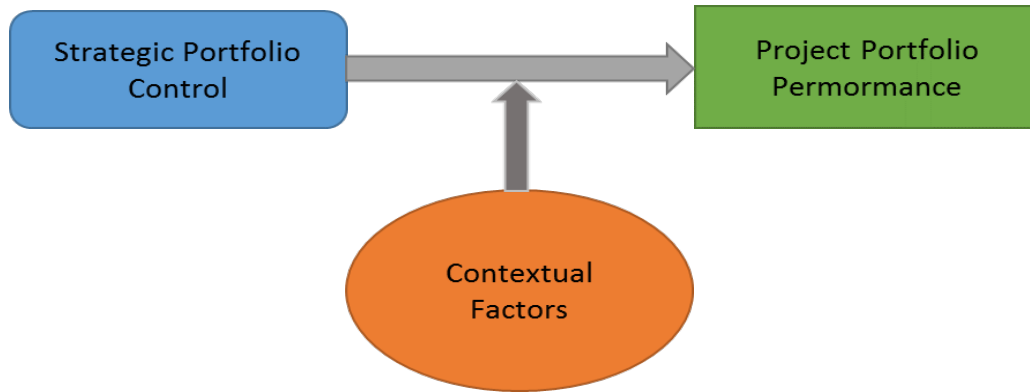 Strategic Portfolio
Control
Project Portfolio
Permormance
Contextual
Factors